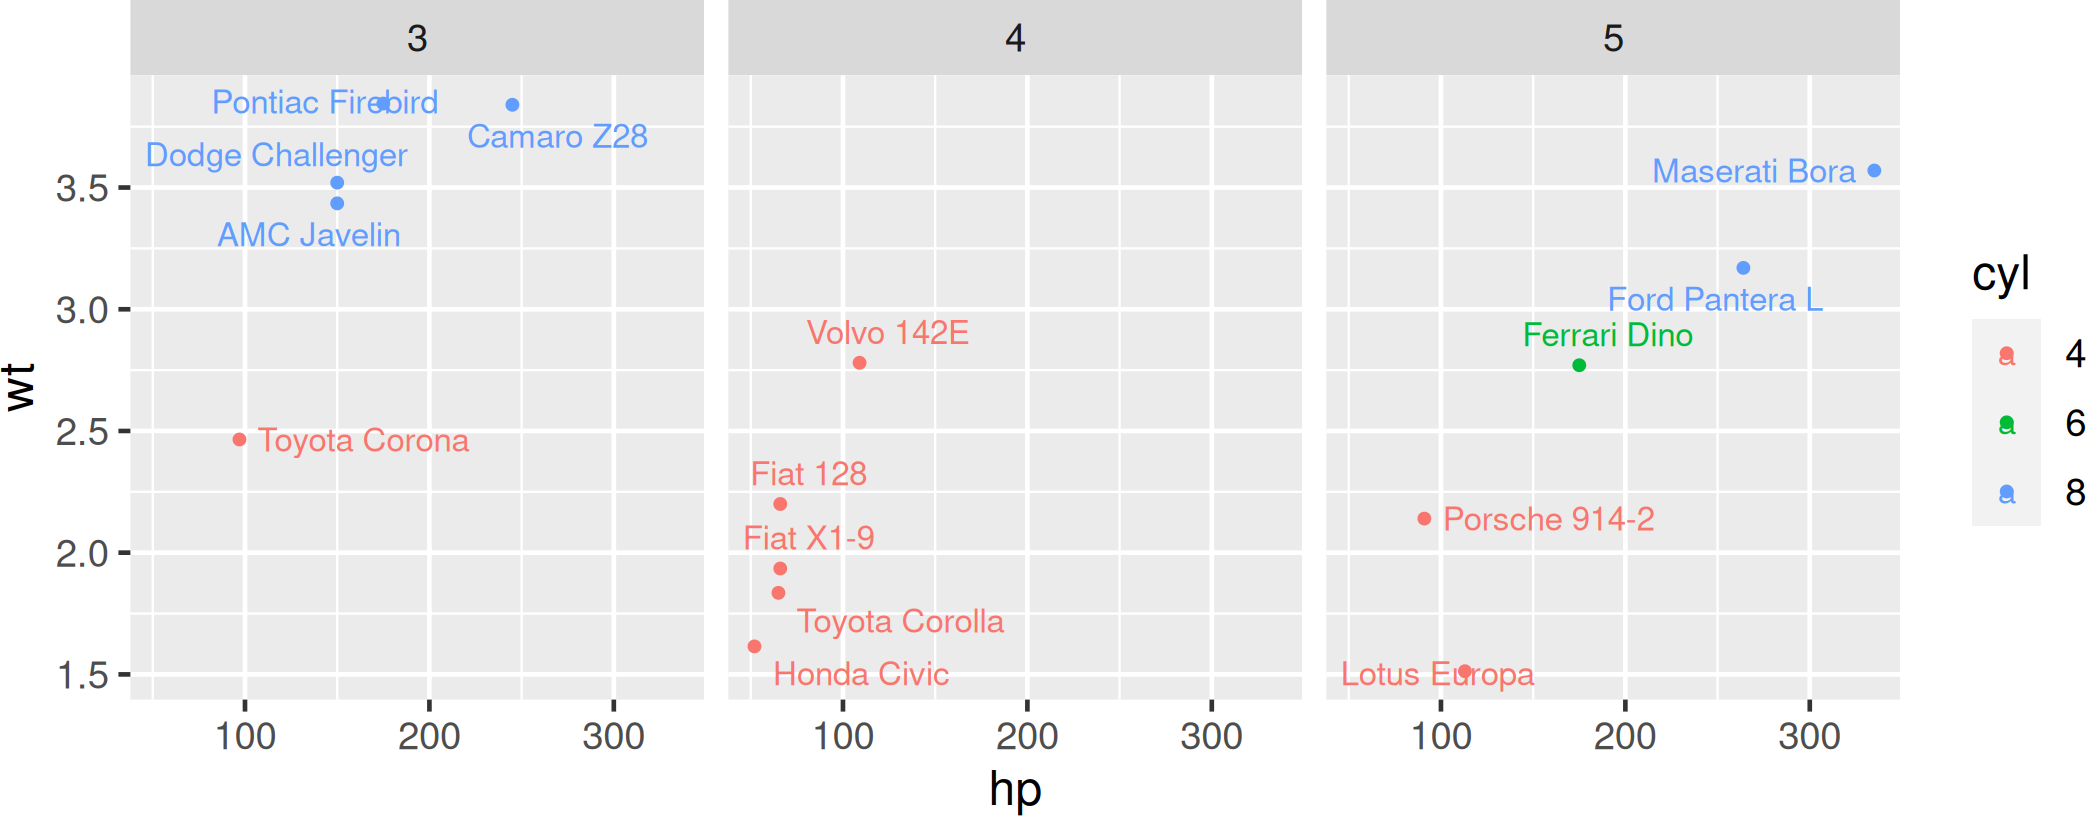 3
4
5
Pontiac Firebird
Camaro Z28
Dodge Challenger
AMC Javelin
Toyota Corona
Volvo 142E
Fiat 128
Fiat X1-9
Toyota Corolla
Honda Civic
Maserati Bora
Ford Pantera L
Ferrari Dino
Porsche 914-2
Lotus Europa
3.5
3.0
2.5
2.0
1.5
wt
100 200 300
100 200 300
100 200 300
hp
cyl
a 4
a 6
a 8